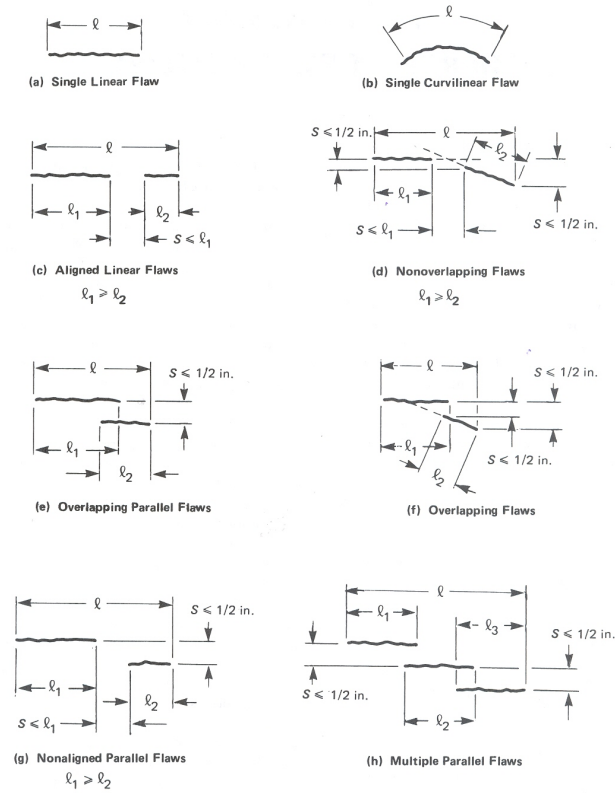 ℓ
(a) Single Linear Flaw
ℓ
(b) Single Curvilinear Flaw
ℓ
ℓ1
ℓ2
S ≤ ℓ1
(c) Aligned Linear Flaws
ℓ1 ≥ ℓ2
S ≤ 1/2 in.
ℓ
ℓ2
ℓ1
S ≤ ℓ1
S ≤ 1/2 in.
(d) Nonoverlapping Flaws
ℓ1 ≥ ℓ2
ℓ
S ≤ 1/2 in.
ℓ1
ℓ2
(e) Overlapping Parallel Flaws
ℓ
S ≤ 1/2 in.
ℓ1
S ≤ 1/2 in.
ℓ2
(f) Overlapping Flaws
ℓ
S ≤ 1/2 in.
ℓ1
ℓ2
S ≤ ℓ1
(g) Nonaligned Parallel Flaws
ℓ1 ≥ ℓ2
ℓ
ℓ1
ℓ3
S ≤ 1/2 in.
S ≤ 1/2 in.
ℓ2
(h) Multiple Parallel Flaws